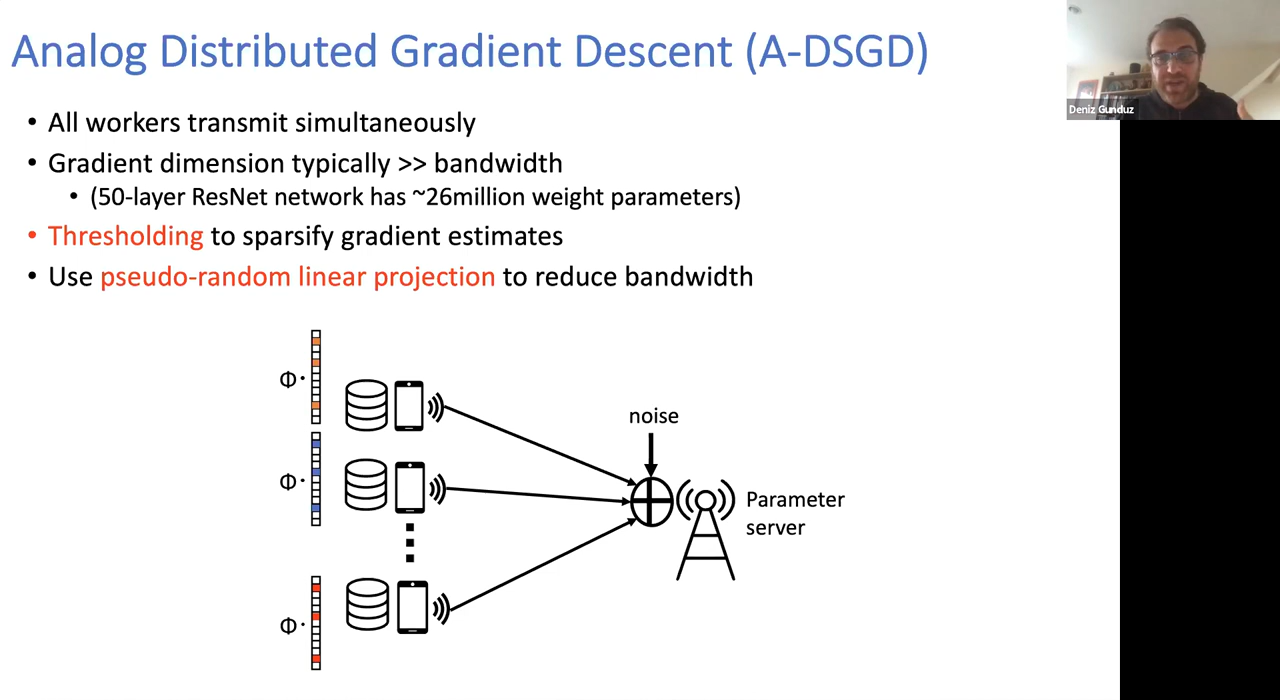 Analog Distributed Gradient Descent (A-DSGD)
Deniz Gunduz
• All workers transmit simultaneously
• Gradient dimension typically >> bandwidth
• (50-layer ResNet network has ~26million weight parameters)
• Thresholding to sparsify gradient estimates
• Use pseudo-random linear projection to reduce bandwidth
Φ·
noise
Φ·
Parameter
server
Φ·